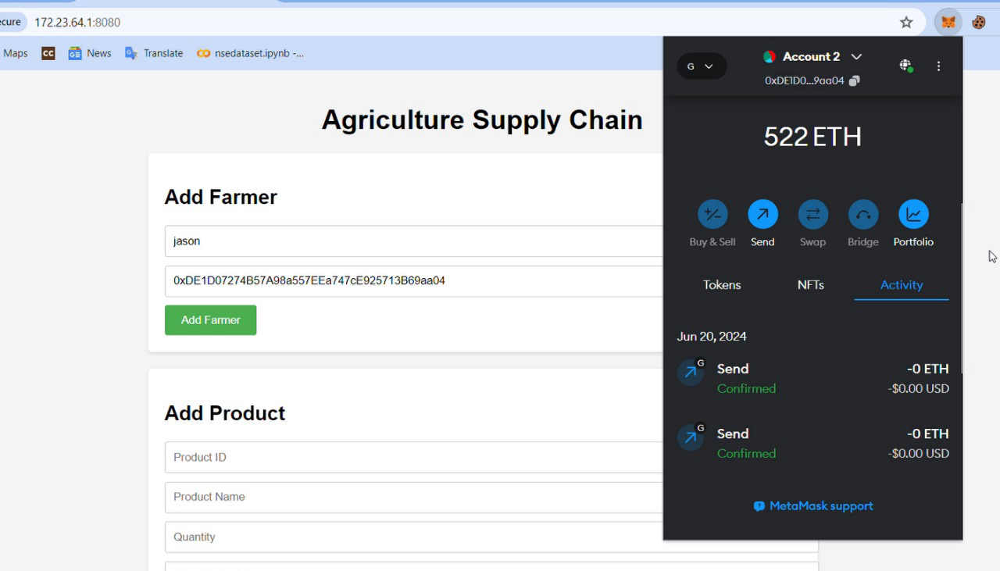 ecure
172.23.64.1:8080
Maps
CC
GE
News
G
Translate
nsedataset.ipynb -...
Agriculture Supply Chain
Add Farmer
jason
0xDE1D07274B57A98a557EEa747cE925713B69aa04
Add Farmer
Add Product
Product ID
Product Name
Quantity
G
Account 2
0xDE1D0...9aa04
522 ETH
Buy & Sell
Send
Swap
Bridge
Portfolio
Tokens
NFTs
Activity
Jun 20, 2024
G
Send
-0 ETH
Confirmed
-$0.00 USD
G
Send
-0 ETH
Confirmed
-$0.00 USD
MetaMask support